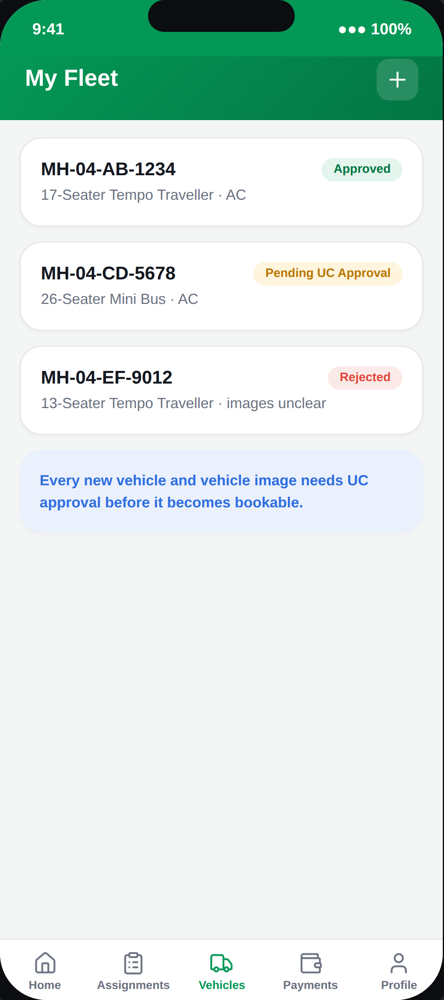 9:41
●●● 100%
My Fleet
MH-04-AB-1234
Approved
17-Seater Tempo Traveller · AC
MH-04-CD-5678
Pending UC Approval
26-Seater Mini Bus · AC
MH-04-EF-9012
Rejected
13-Seater Tempo Traveller · images unclear
Every new vehicle and vehicle image needs UC
approval before it becomes bookable.
Home
Assignments
Vehicles
Payments
Profile